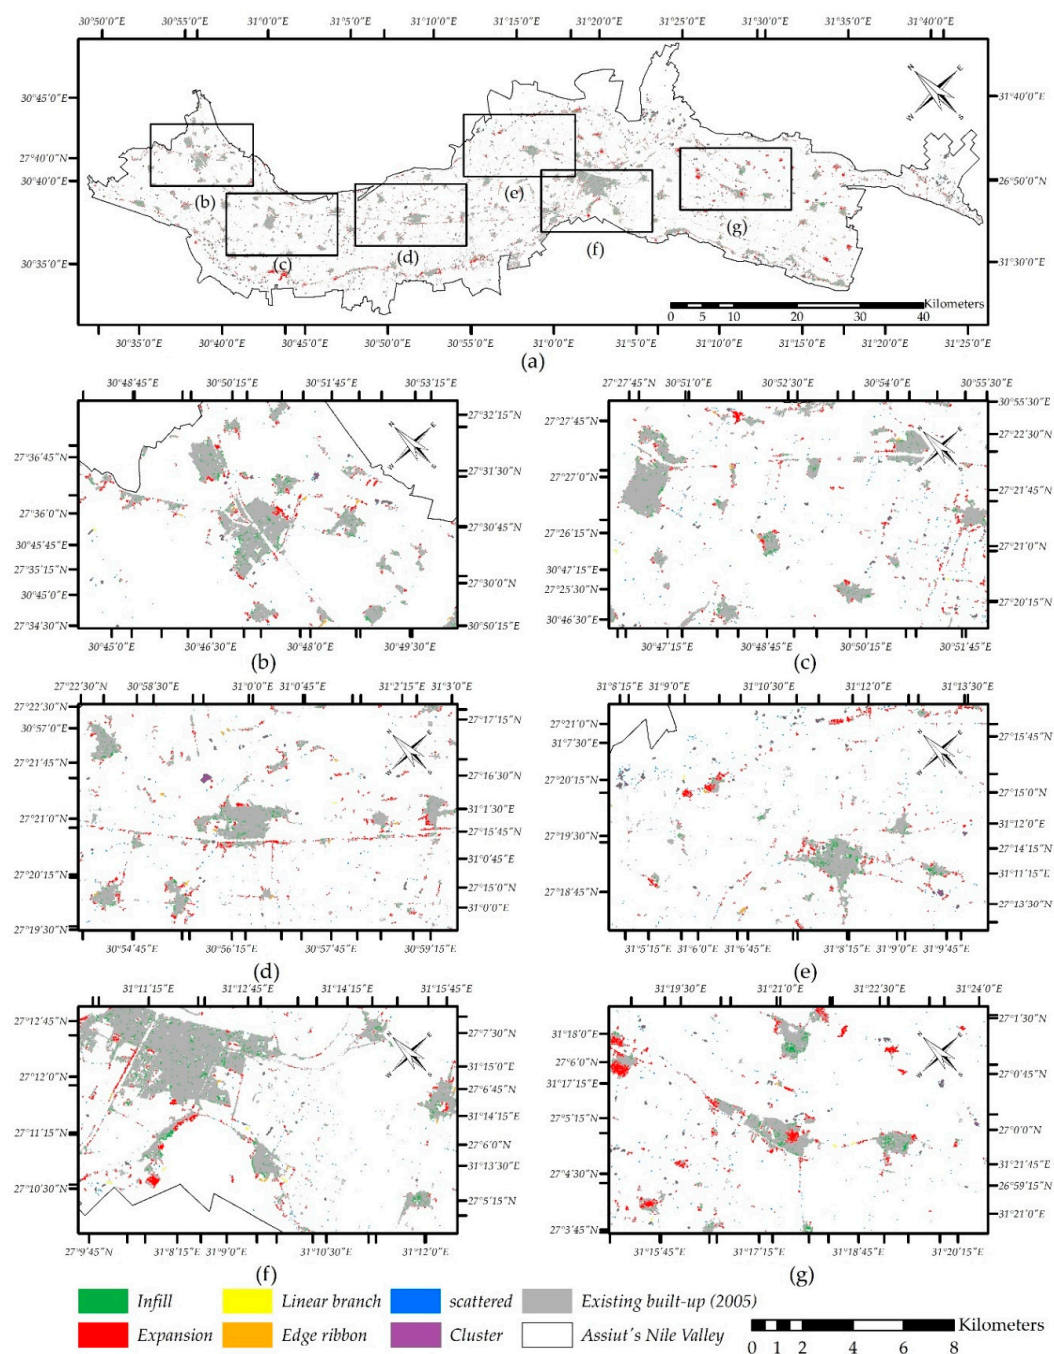 30°50'0"E 30°55'0"E 31°0'0"E 31°5'0"E 31°10'0"E 31°15'0"E 31°20'0"E 31°25'0"E 31°30'0"E 31°40'0"E
30°45'0"E 31°40'0"E
N E W S
27°40'0"N
30°40'0"E 26°50'0"N
(b) (e) (g)
(c) (d) (f)
30°35'0"E 31°30'0"E
Kilometers
0 5 10 20 30 40
30°35'0"E 30°40'0"E 30°45'0"E 30°50'0"E 30°55'0"E 31°0'0"E 31°5'0"E 31°10'0"E 31°15'0"E 31°20'0"E 31°25'0"E
(a)
30°48'45"E 30°50'15"E 30°51'45"E 30°53'15"E
27°32'15"N
N E W S
27°36'45"N 27°31'30"N
27°36'0"N 27°30'45"N
30°45'45"E
27°35'15"N 27°30'0"N
30°45'0"E
27°34'30"N 30°50'15"E
30°45'0"E 30°46'30"E 30°48'0"E 30°49'30"E
(b)
27°27'45"N 30°51'0"E 30°52'30"E 30°54'0"E 30°55'30"E
30°55'30"E
27°27'45"N 27°22'30"N
N E W S
27°27'0"N 27°21'45"N
27°26'15"N 27°21'0"N
30°47'15"E
27°25'30"N 27°20'15"N
30°46'30"E
30°47'15"E 30°48'45"E 30°50'15"E 30°51'45"E
(c)
27°22'30"N 30°58'30"E 31°0'0"E 31°0'45"E 31°2'15"E 31°3'0"E
27°22'30"N 27°17'15"N
30°57'0"E
N E W S
27°21'45"N 27°16'30"N
31°1'30"E
27°21'0"N 27°15'45"N
31°0'45"E
27°20'15"N 27°15'0"N
31°0'0"E
27°19'30"N
30°54'45"E 30°56'15"E 30°57'45"E 30°59'15"E
(d)
31°8'15"E 31°9'0"E 31°10'30"E 31°12'0"E 31°13'30"E
27°21'0"N
31°7'30"E 27°15'45"N
N E W S
27°20'15"N 27°15'0"N
31°12'0"E
27°19'30"N 27°14'15"N
31°11'15"E
27°18'45"N 27°13'30"N
31°5'15"E 31°6'0"E 31°6'45"E 31°8'15"E 31°9'0"E 31°9'45"E
(e)
31°11'15"E 31°12'45"E 31°14'15"E 31°15'45"E
27°12'45"N 27°7'30"N
N E W S
31°15'0"E
27°12'0"N 27°6'45"N
31°14'15"E
27°11'15"N 27°6'0"N
31°13'30"E
27°10'30"N 27°5'15"N
27°9'45"N 31°8'15"E 31°9'0"E 31°10'30"E 31°12'0"E
(f)
31°19'30"E 31°21'0"E 31°22'30"E 31°24'0"E
27°1'30"N
31°18'0"E
N E W S
27°6'0"N 27°0'45"N
31°17'15"E
27°5'15"N 27°0'0"N
27°4'30"N 31°21'45"E
26°59'15"N
31°21'0"E
27°3'45"N
31°15'45"E 31°17'15"E 31°18'45"E 31°20'15"E
(g)
Infill Linear branch scattered Existing built-up (2005)
Expansion Edge ribbon Cluster Assiut's Nile Valley
Kilometers
0 1 2 4 6 8